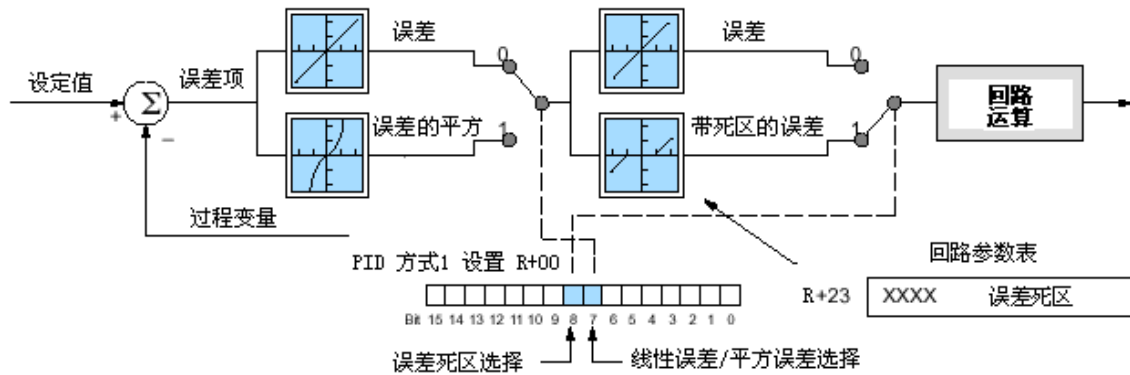 误差
误差
0
0
设定值
误差项
Σ
+
−
回路
运算
误差的平方
1
带死区的误差
1
过程变量
PID 方式1 设置 R+00
回路参数表
R+23 XXXX 误差死区
Bit 15 14 13 12 11 10 9 8 7 6 5 4 3 2 1 0
误差死区选择
线性误差/平方误差选择